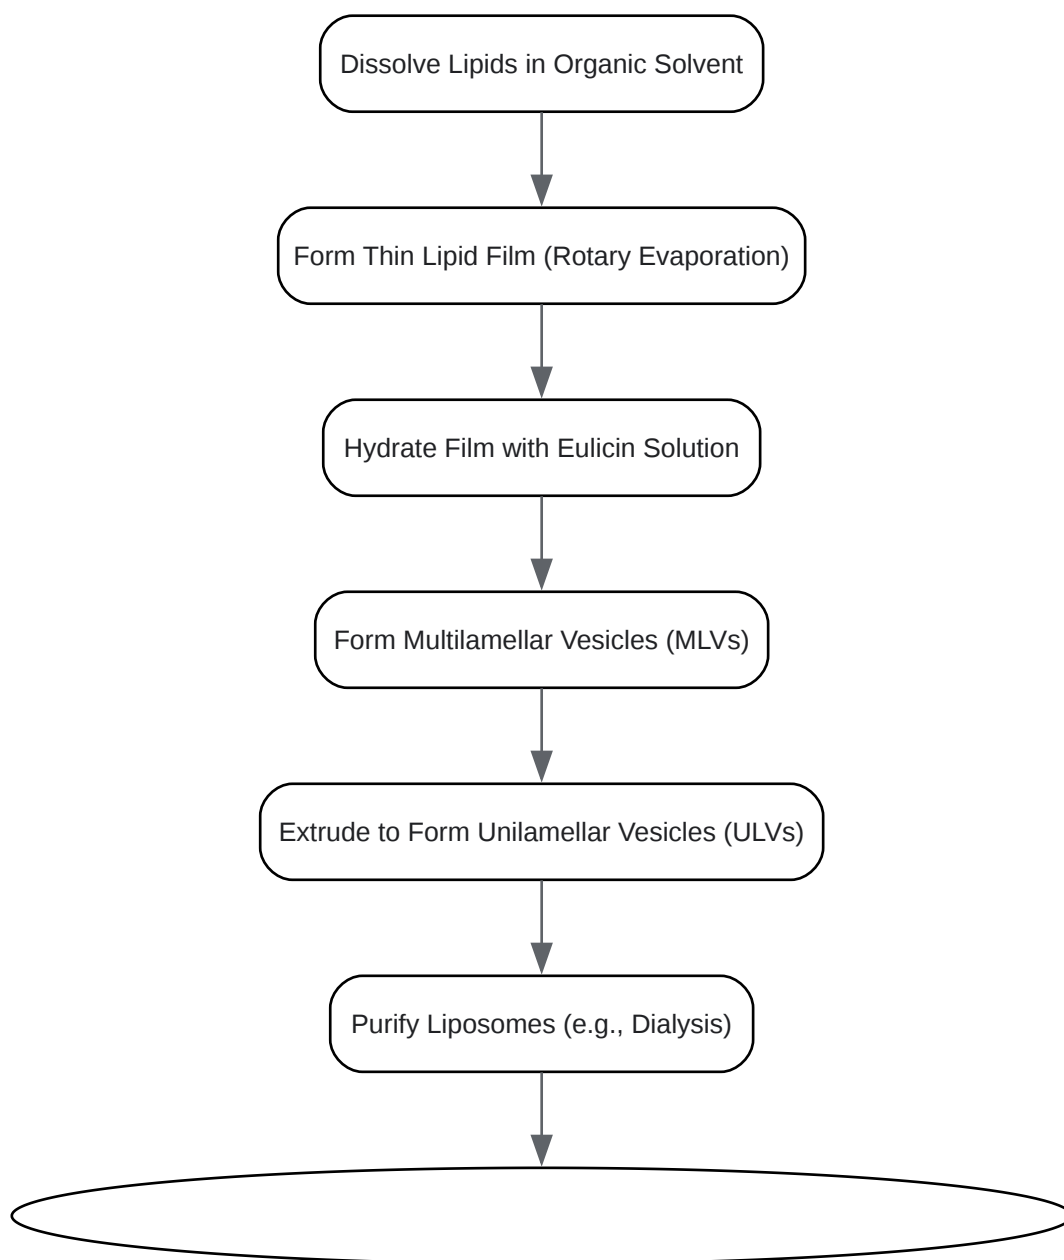 Dissolve Lipids in Organic Solvent
Form Thin Lipid Film (Rotary Evaporation)
Hydrate Film with Eulicin Solution
Form Multilamellar Vesicles (MLVs)
Extrude to Form Unilamellar Vesicles (ULVs)
Purify Liposomes (e.g., Dialysis)